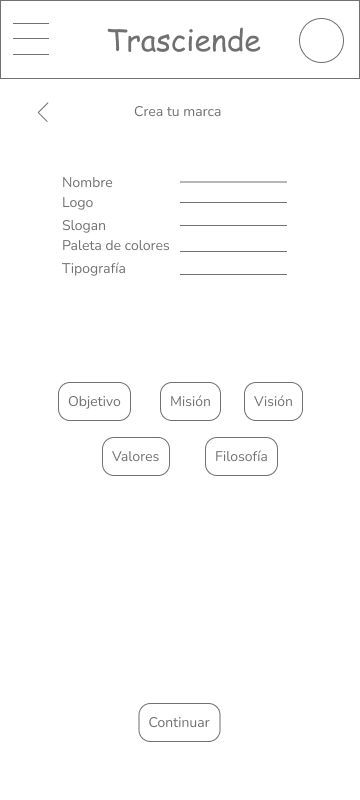 Trasciende
Crea tu marca
Nombre
Logo
Slogan
Paleta de colores
Tipografía
Objetivo Misión Visión
Valores Filosofía
Continuar